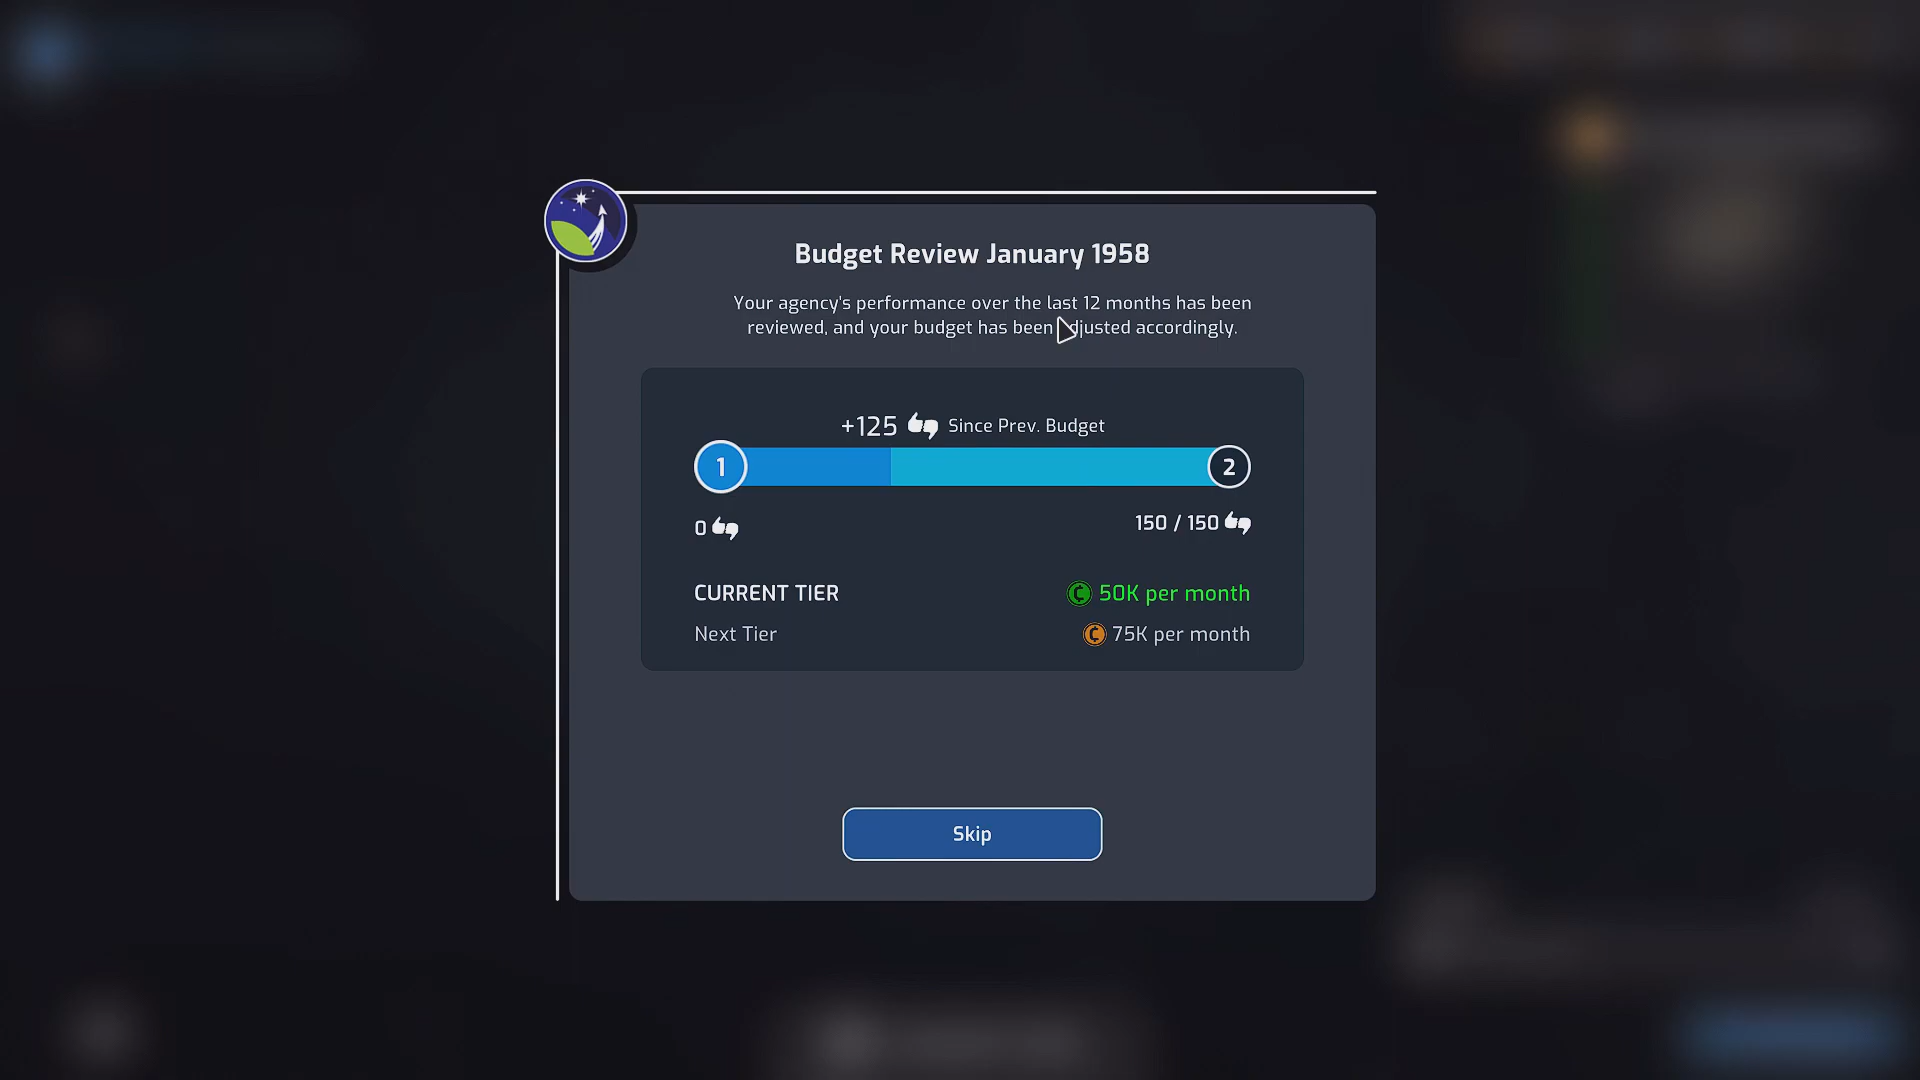 Budget Review January 1958
Your agency's performance over the last 12 months has been
reviewed, and your budget has been adjusted accordingly.
+125 Since Prev. Budget
1
2
0
150 / 150
CURRENT TIER
50K per month
Next Tier
75K per month
Skip